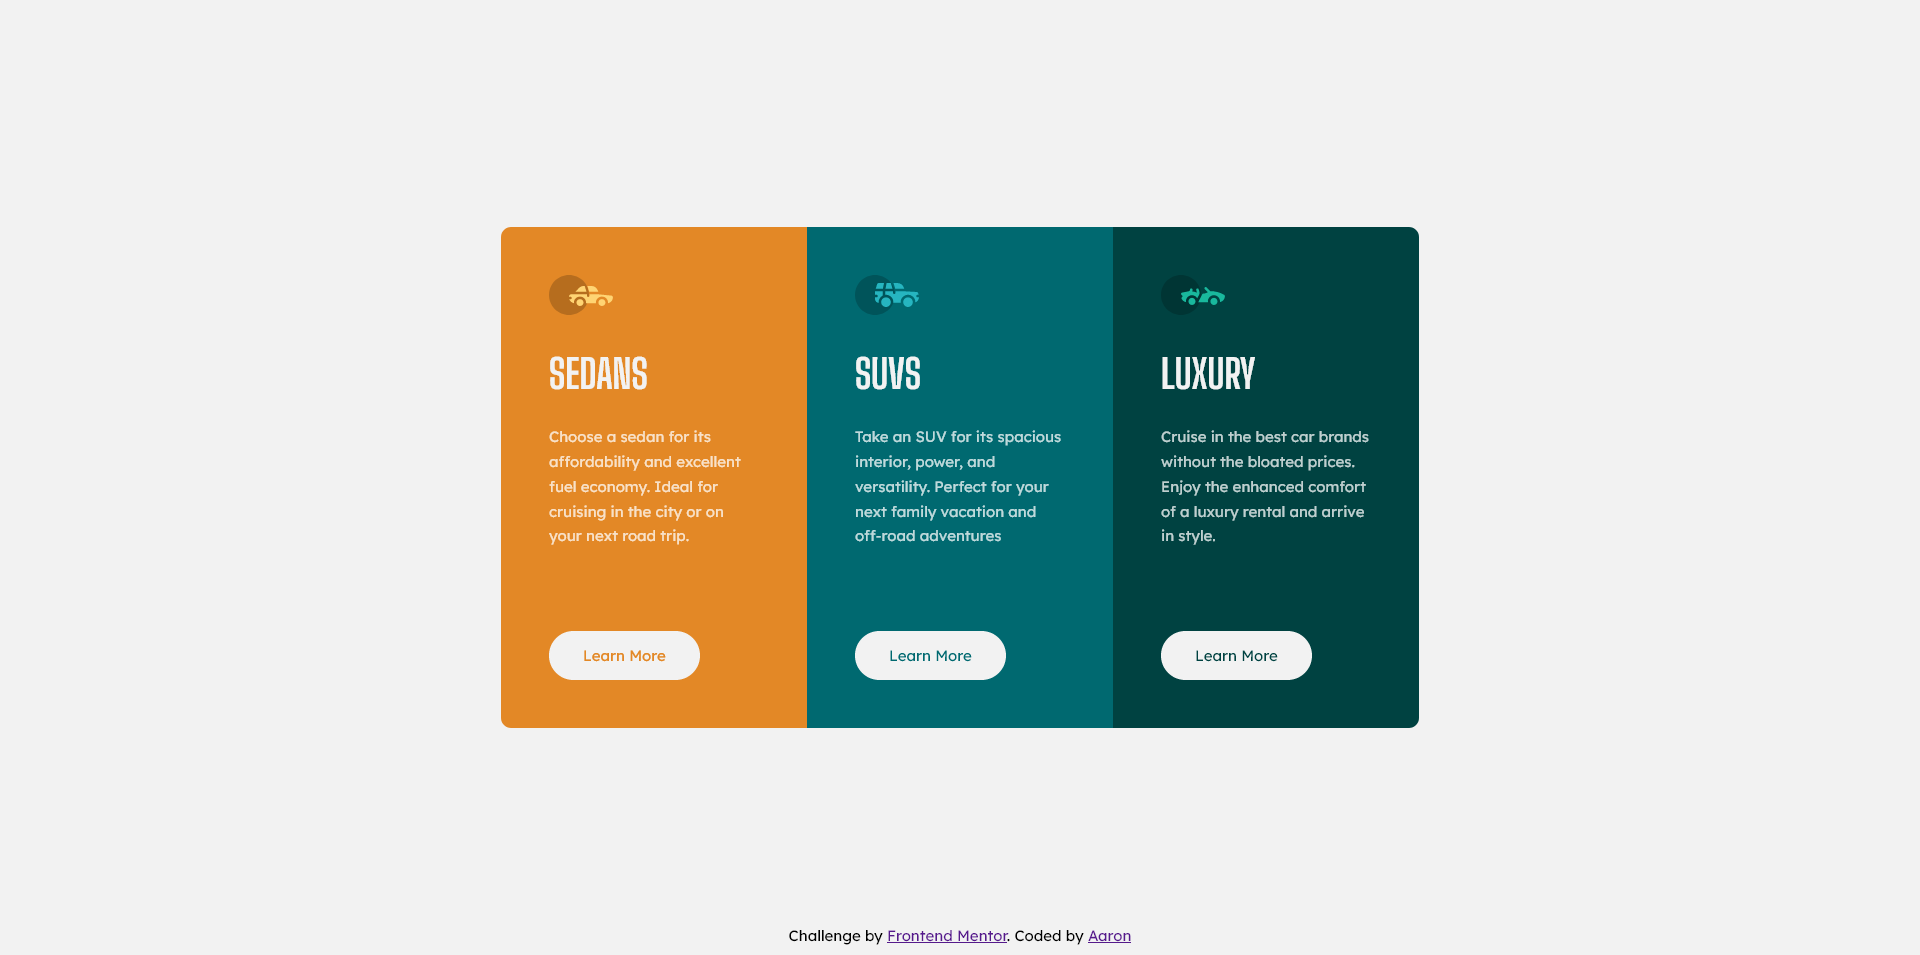 SEDANS
Choose a sedan for its
affordability and excellent
fuel economy. Ideal for
cruising in the city or on
your next road trip.
Learn More
SUVS
Take an SUV for its spacious
interior, power, and
versatility. Perfect for your
next family vacation and
off-road adventures
Learn More
LUXURY
Cruise in the best car brands
without the bloated prices.
Enjoy the enhanced comfort
of a luxury rental and arrive
in style.
Learn More
Challenge by Frontend Mentor. Coded by Aaron